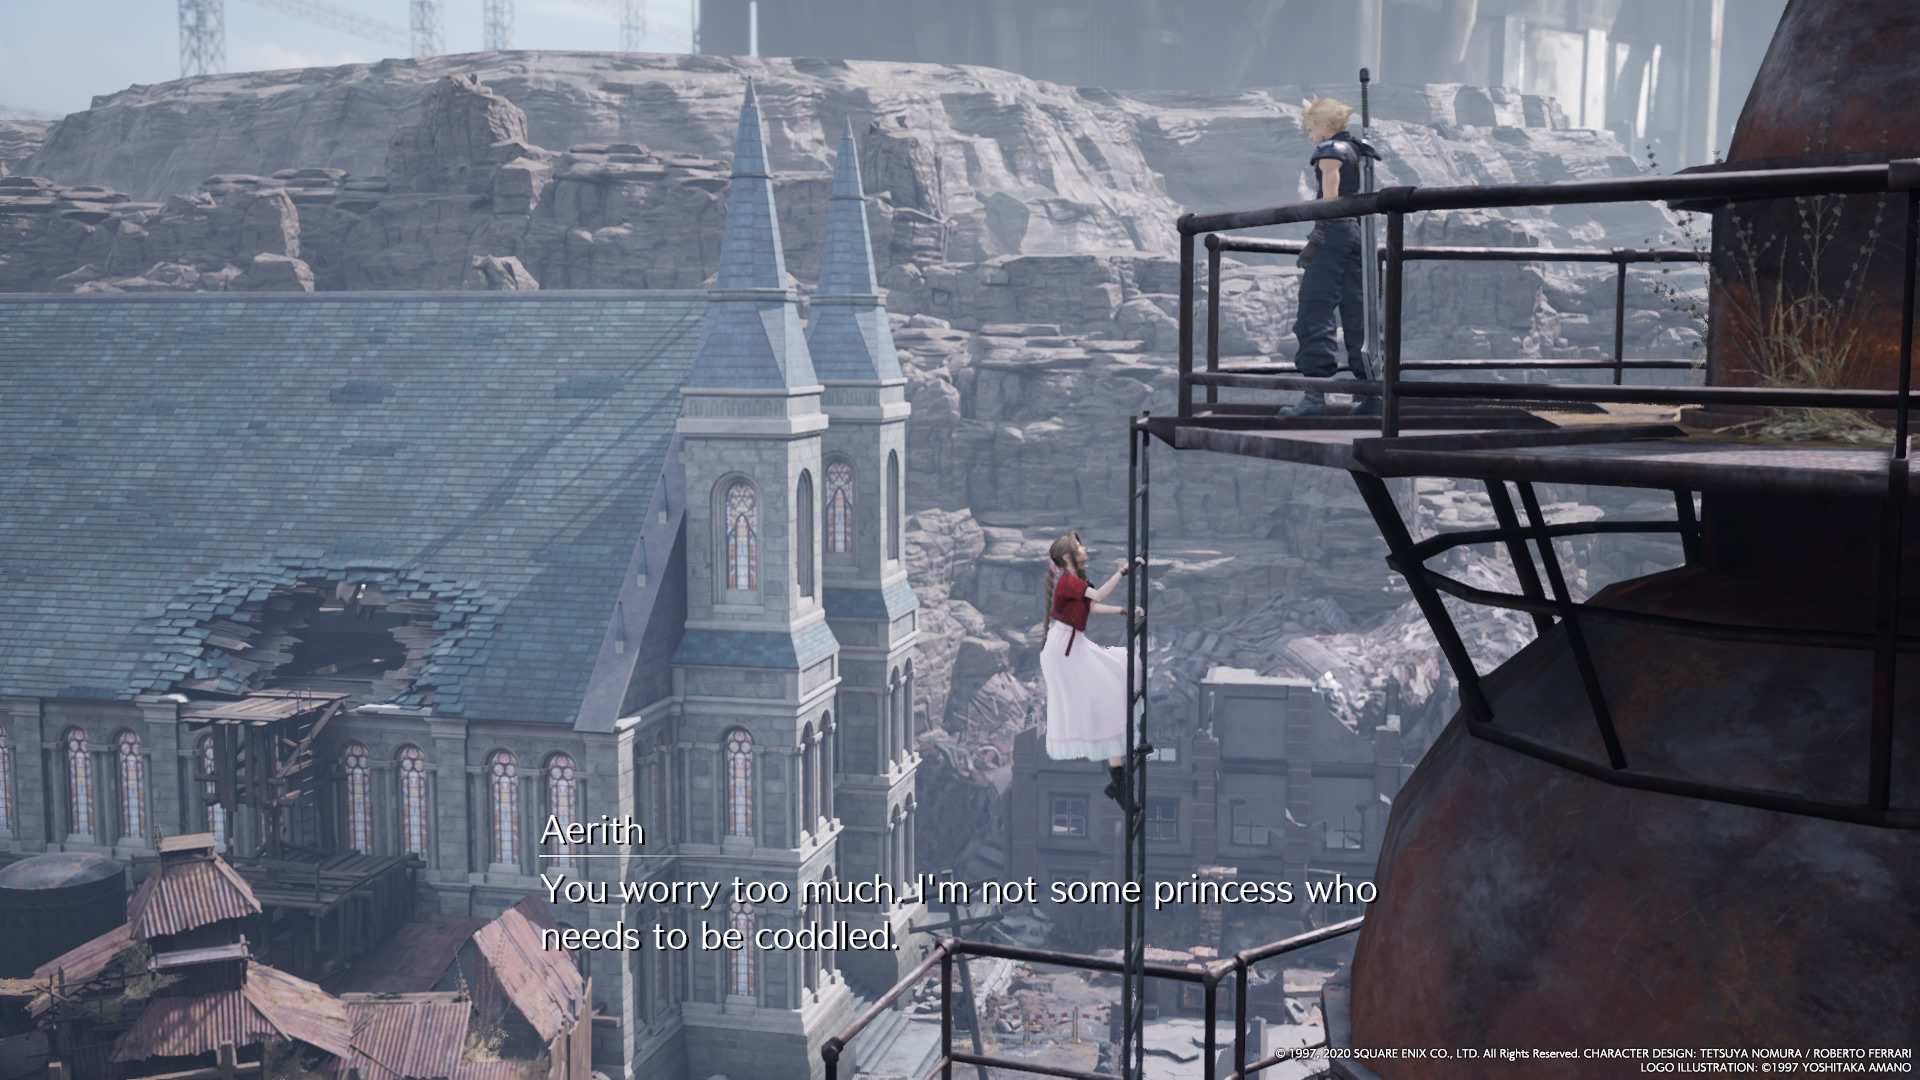 Aerith
You worry too much. I'm not some princess who
needs to be coddled.
© 1997, 2020 SQUARE ENIX CO., LTD. All Rights Reserved. CHARACTER DESIGN: TETSUYA NOMURA / ROBERTO FERRARI
LOGO ILLUSTRATION: ©1997 YOSHITAKA AMANO